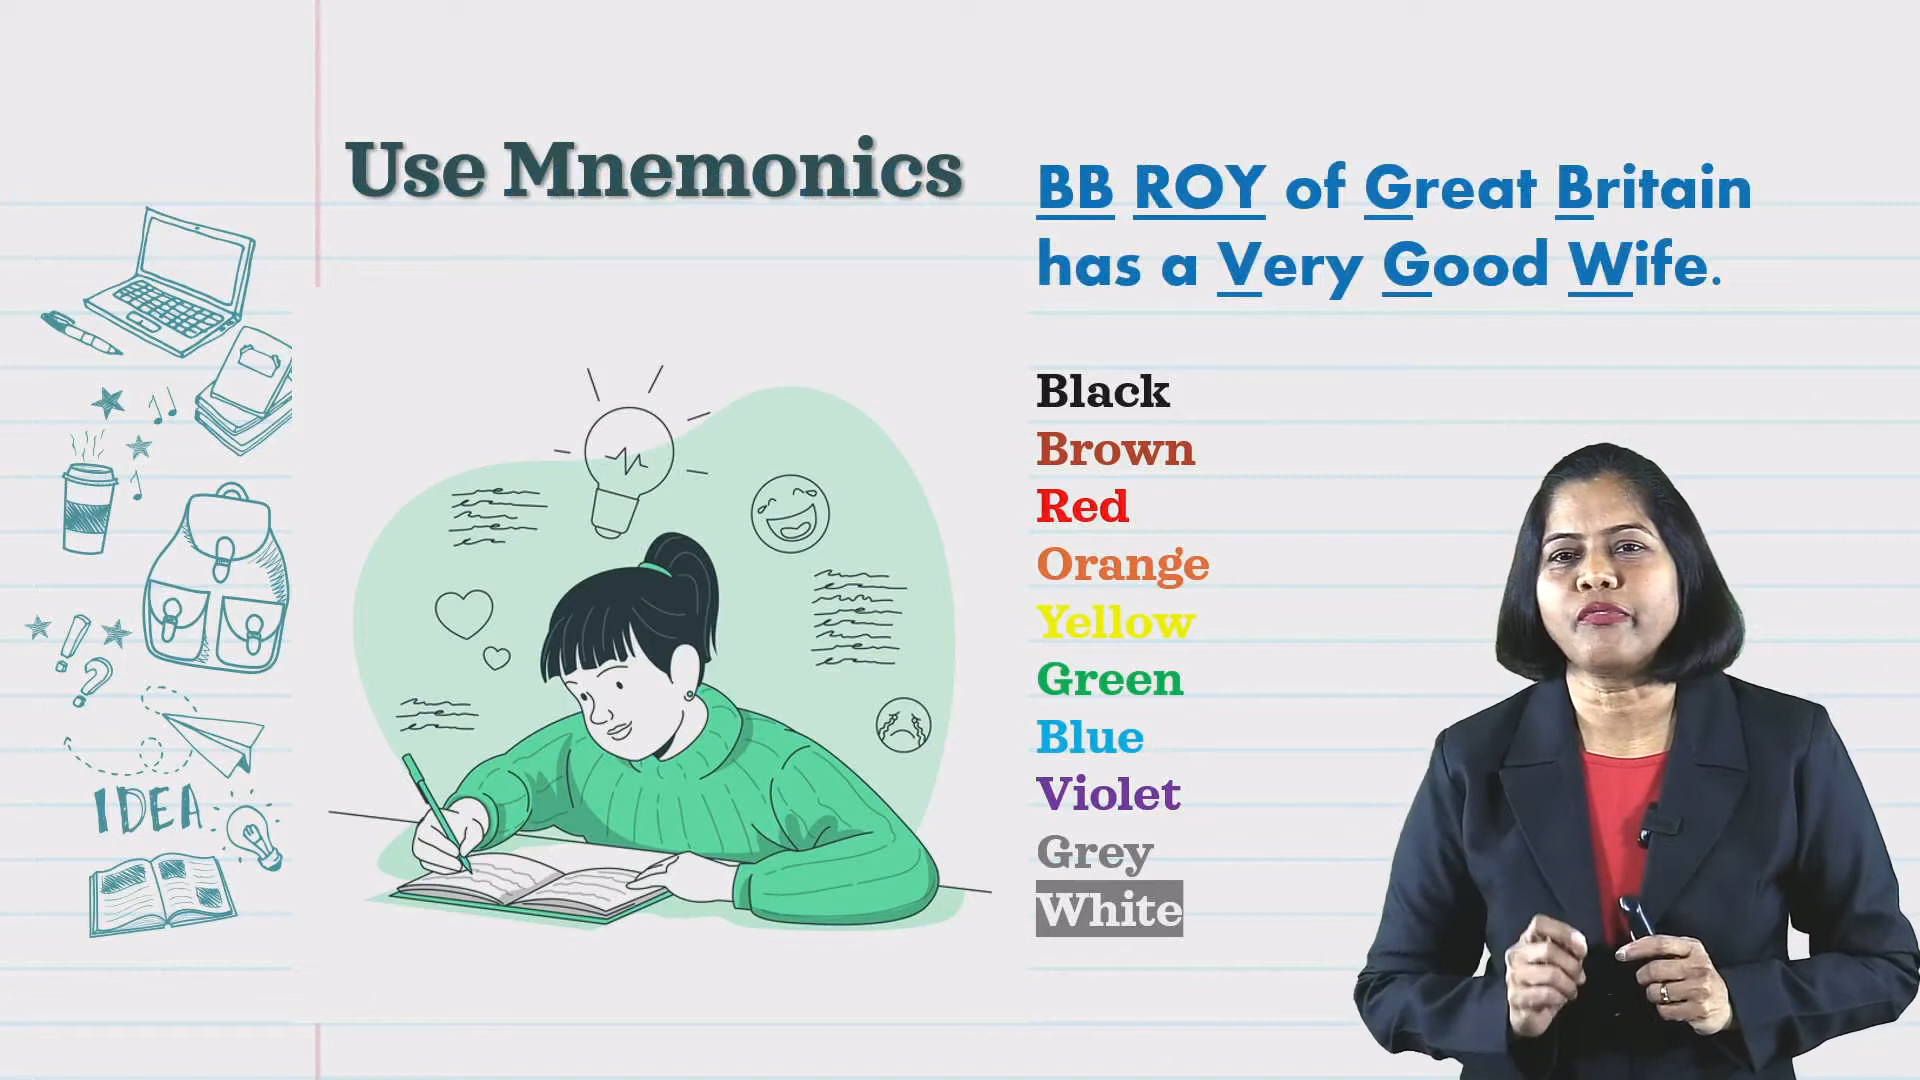 Use Mnemonics
BB ROY of Great Britain
has a Very Good Wife.
Black
Brown
Red
Orange
Yellow
Green
Blue
Violet
Grey
White
IDEA